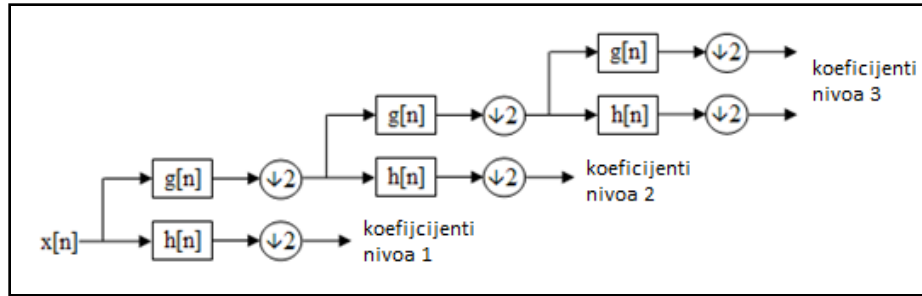 g[n] ↓2
koeficijenti
nivoa 3
g[n] ↓2 h[n] ↓2
g[n] ↓2 h[n] ↓2
koeficijenti
nivoa 2
x[n] h[n] ↓2
koefijcijenti
nivoa 1